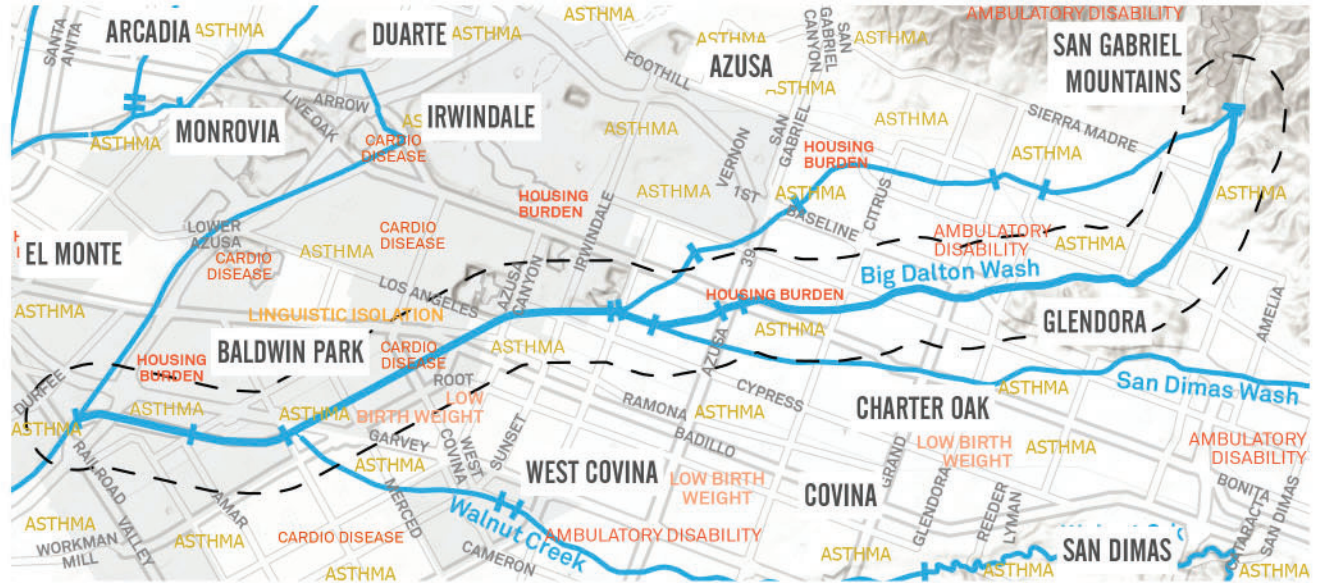 AMBULATORY DISABILITY
ARCADIA
ASTHMA
DUARTE
ASTHMA
ASTHMA
ASTHMA
SAN
GABRIEL
CANYON
ASTHMA
SAN GABRIEL
MOUNTAINS
SANTA
ANITA
AZUSA
FOOTHILL
ASTHMA
ARROW
LIVE OAK
IRWINDALE
MONROVIA
ASTHMA
CARDIO
DISEASE
ASTHMA
SAN
GABRIEL
ASTHMA
SIERRA MADRE
HOUSING
BURDEN
ASTHMA
VERNON
1ST
ASTHMA
ASTHMA
ASTHMA
HOUSING
BURDEN
IRWINDALE
BASELINE
CITRUS
LOWER
AZUSA
CARDIO
DISEASE
AMBULATORY
DISABILITY
ASTHMA
EL MONTE
ASTHMA
CARDIO
DISEASE
39
Big Dalton Wash
LOS ANGELES
AZUSA
CANYON
HOUSING BURDEN
ASTHMA
LINGUISTIC ISOLATION
ASTHMA
GLENDORA
AMELIA
BALDWIN PARK
CARDIO
DISEASE
ASTHMA
AZUSA
HOUSING
BURDEN
DURFEE
ROOT
LOW
BIRTH WEIGHT
CYPRESS
ASTHMA
San Dimas Wash
ASTHMA
ASTHMA
ASTHMA
RAMONA
ASTHMA
CHARTER OAK
BADILLO
GARVEY
WEST
COVINA
SUNSET
RAILROAD
VALLEY
ASTHMA
WEST COVINA
LOW BIRTH
WEIGHT
GRAND
LOW BIRTH
WEIGHT
ASTHMA
AMBULATORY
DISABILITY
COVINA
AMAR
MERCED
Walnut Creek
GLENDORA
REEDER
LYMAN
BONITA
CATARACT
SAN DIMAS
ASTHMA
WORKMAN
MILL
ASTHMA
CARDIO DISEASE
AMBULATORY DISABILITY
CAMERON
ASTHMA
ASTHMA
ASTHMA
SAN DIMAS
ASTHMA